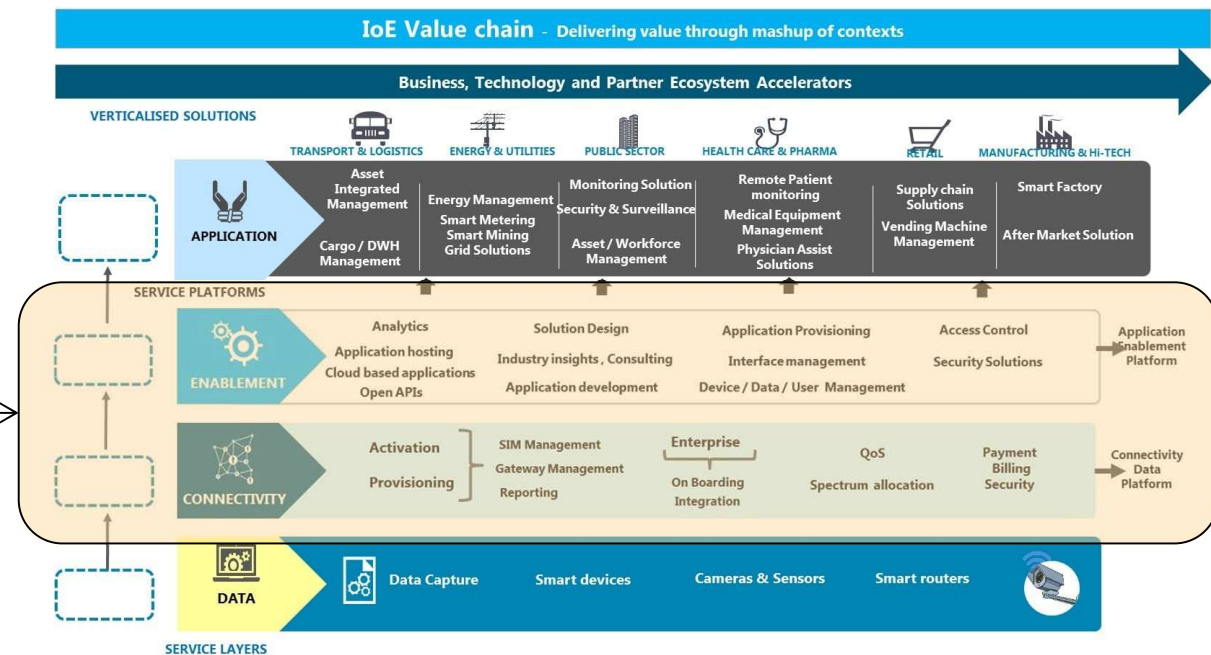 IoE Value chain - Delivering value through mashup of contexts
Business, Technology and Partner Ecosystem Accelerators
VERTICALISED SOLUTIONS
TRANSPORT & LOGISTICS
ENERGY & UTILITIES
PUBLIC SECTOR
HEALTH CARE & PHARMA
RETAIL
MANUFACTURING & Hi-TECH
APPLICATION
Asset
Integrated
Management
Cargo / DWH
Management
Energy Management
Smart Metering
Smart Mining
Grid Solutions
Monitoring Solution
Security & Surveillance
Asset / Workforce
Management
Remote Patient
monitoring
Medical Equipment
Management
Physician Assist
Solutions
Supply chain
Solutions
Vending Machine
Management
Smart Factory
After Market Solution
SERVICE PLATFORMS
ENABLEMENT
Analytics
Application hosting
Cloud based applications
Open APIs
Solution Design
Industry insights , Consulting
Application development
Application Provisioning
Interface management
Device / Data / User Management
Access Control
Security Solutions
Application
Enablement
Platform
CONNECTIVITY
Activation
Provisioning
SIM Management
Gateway Management
Reporting
Enterprise
On Boarding
Integration
QoS
Spectrum allocation
Payment
Billing
Security
Connectivity
Data
Platform
DATA
Data Capture
Smart devices
Cameras & Sensors
Smart routers
SERVICE LAYERS